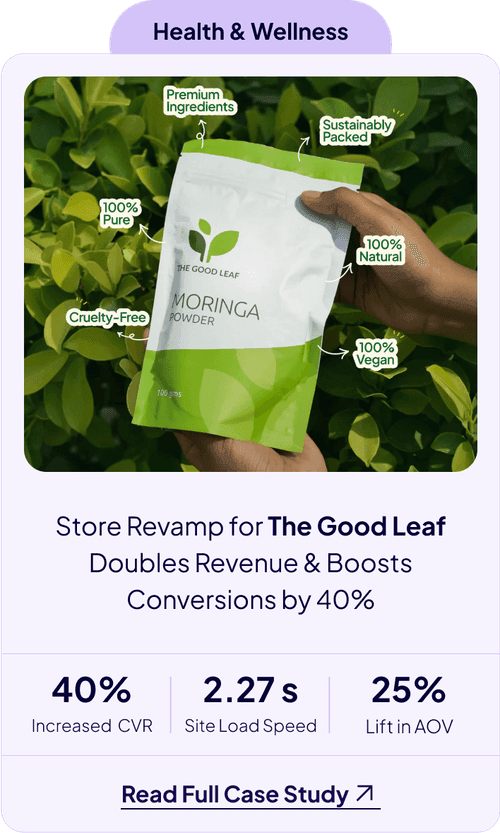 Health & Wellness
Premium
Ingredients
Sustainably
Packed
100%
Pure
100%
Natural
THE GOOD LEAF
MORINGA
POWDER
Cruelty-Free
100%
Vegan
100 gms
Store Revamp for The Good Leaf
Doubles Revenue & Boosts
Conversions by 40%
40% 2.27 s 25%
Increased CVR Site Load Speed Lift in AOV
Read Full Case Study